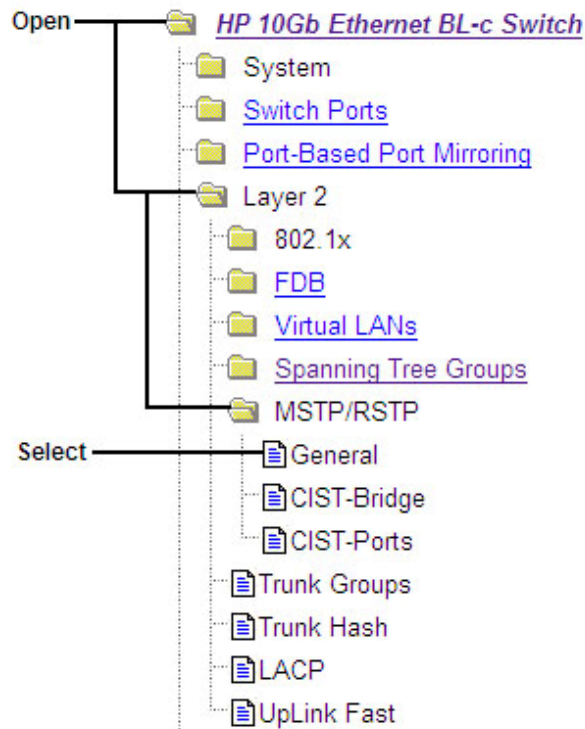 Open HP 10Gb Ethernet BL-c Switch
System
Switch Ports
Port-Based Port Mirroring
Layer 2
802.1x
FDB
Virtual LANs
Spanning Tree Groups
MSTP/RSTP
Select General
CIST-Bridge
CIST-Ports
Trunk Groups
Trunk Hash
LACP
UpLink Fast